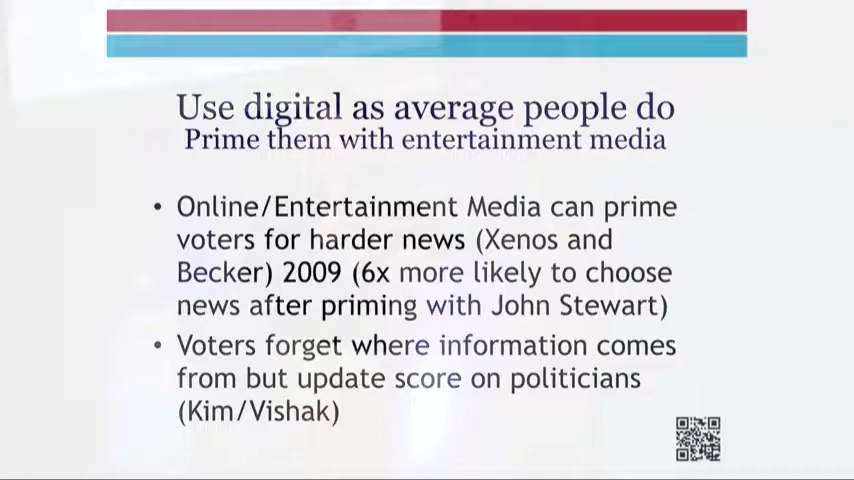 Use digital as average people do
Prime them with entertainment media
• Online/Entertainment Media can prime
voters for harder news (Xenos and
Becker) 2009 (6x more likely to choose
news after priming with John Stewart)
• Voters forget where information comes
from but update score on politicians
(Kim/Vishak)